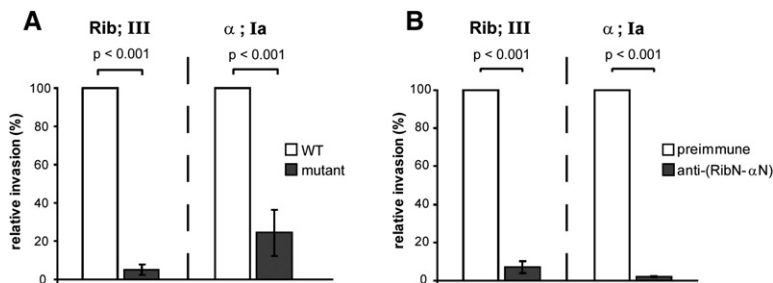 A
Rib; III
α ; Ia
p < 0.001
p < 0.001
relative invasion (%)
100
80
60
40
20
0
WT
mutant
B
Rib; III
α ; Ia
p < 0.001
p < 0.001
relative invasion (%)
100
80
60
40
20
0
preimmune
anti-(RibN-αN)